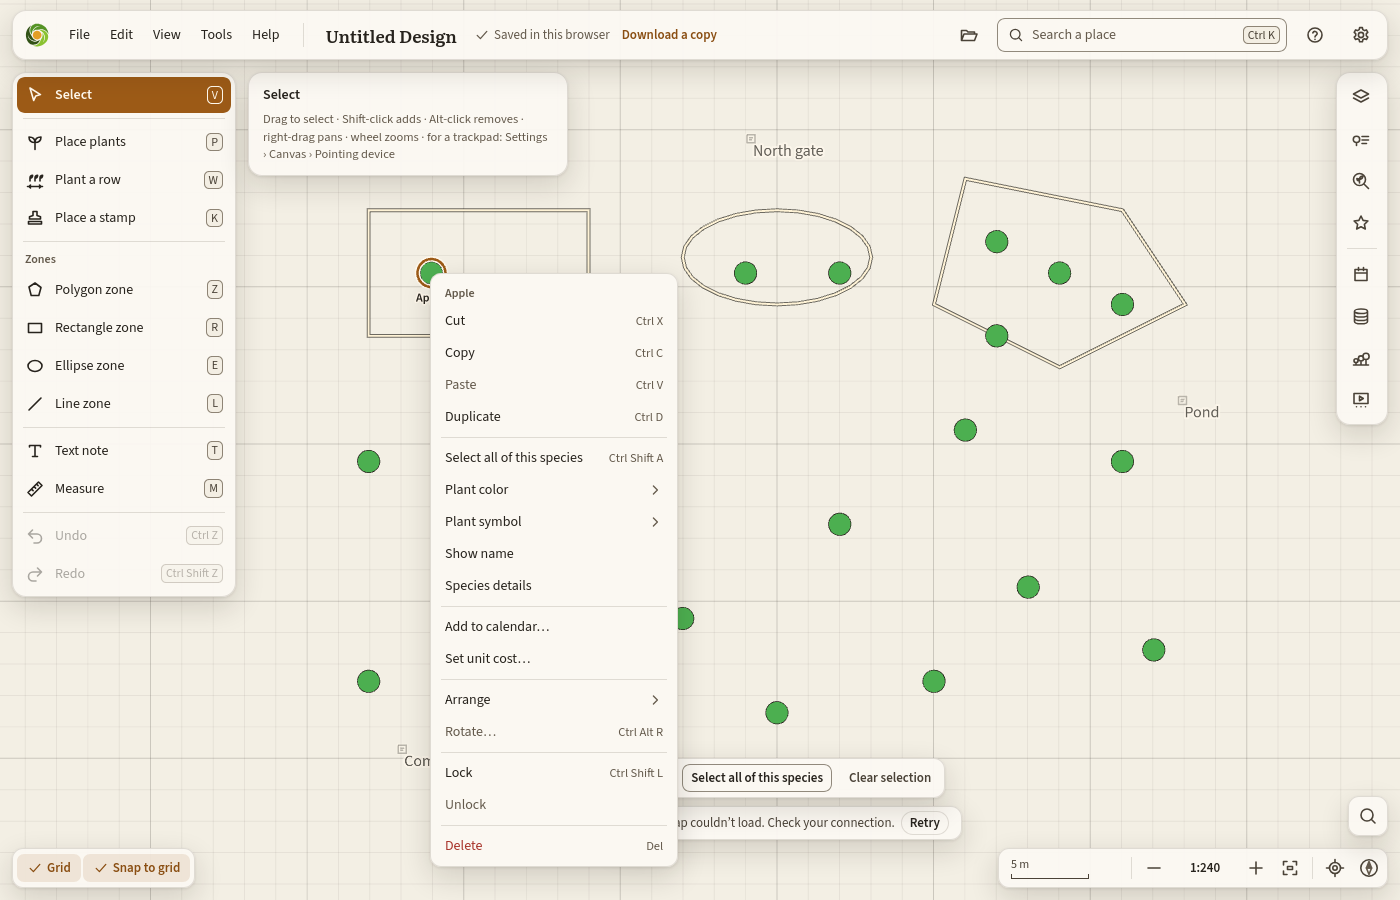 File
Edit
View
Tools
Help
Untitled Design
Saved in this browser
Download a copy
Search a place
Ctrl K
Select
V
Place plants
P
Plant a row
W
Place a stamp
K
Zones
Polygon zone
Z
Rectangle zone
R
Ellipse zone
E
Line zone
L
Text note
T
Measure
M
Undo
Ctrl Z
Redo
Ctrl Shift Z
Select
Drag to select · Shift-click adds · Alt-click removes ·
right-drag pans · wheel zooms · for a trackpad: Settings
› Canvas › Pointing device
North gate
Pond
Apple
Cut
Ctrl X
Copy
Ctrl C
Paste
Ctrl V
Duplicate
Ctrl D
Select all of this species
Ctrl Shift A
Plant color
Plant symbol
Show name
Species details
Add to calendar…
Set unit cost…
Arrange
Rotate…
Ctrl Alt R
Lock
Ctrl Shift L
Unlock
Delete
Del
Select all of this species
Clear selection
couldn't load. Check your connection.
Retry
Grid
Snap to grid
5 m
1:240